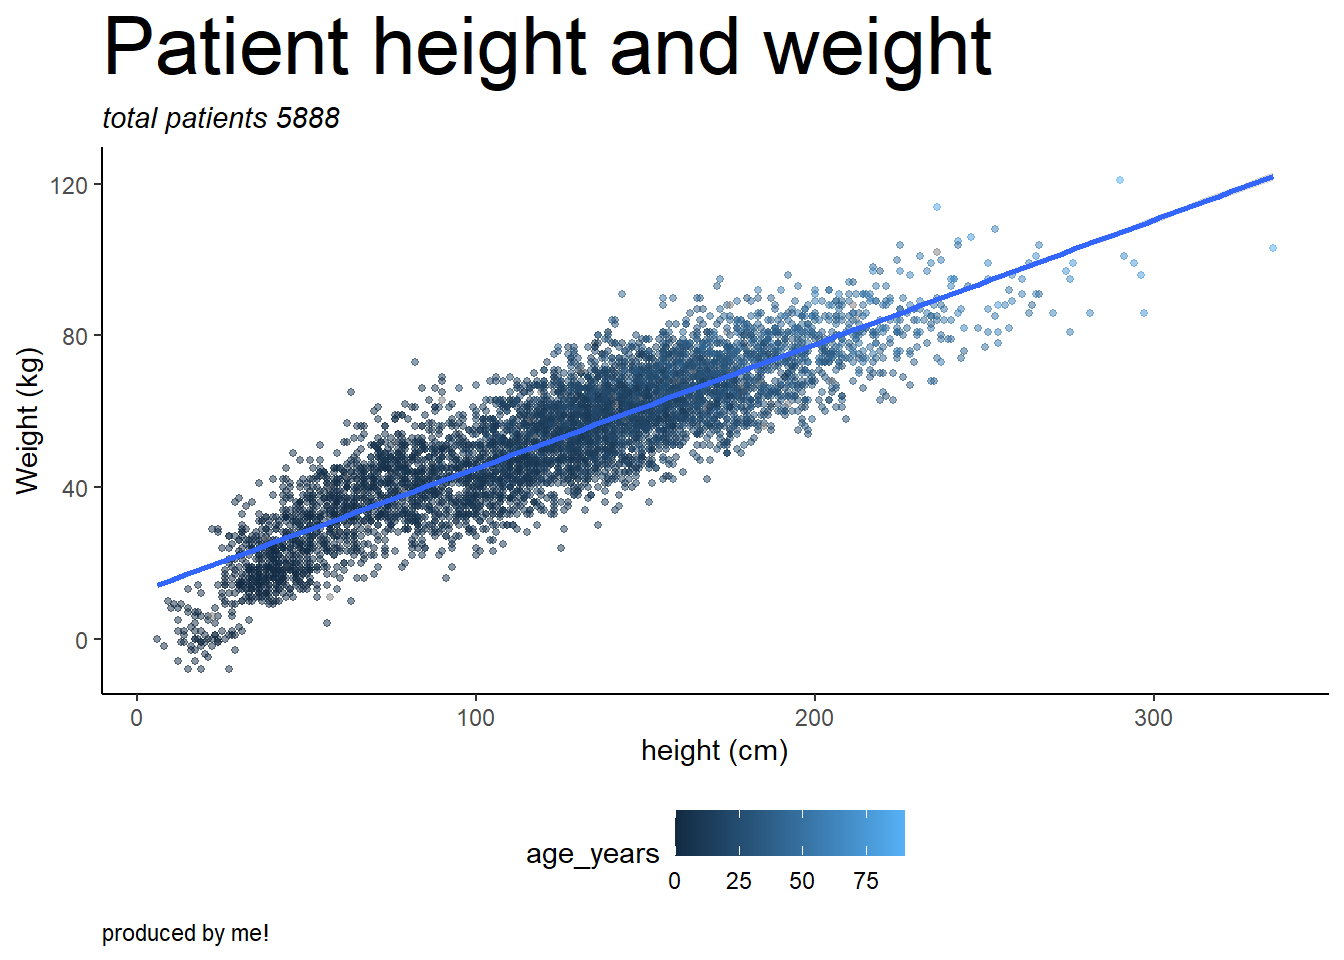 Patient height and weight
total patients 5888
120
80
40
0
Weight (kg)
0 100 200 300
height (cm)
age_years
0 25 50 75
produced by me!